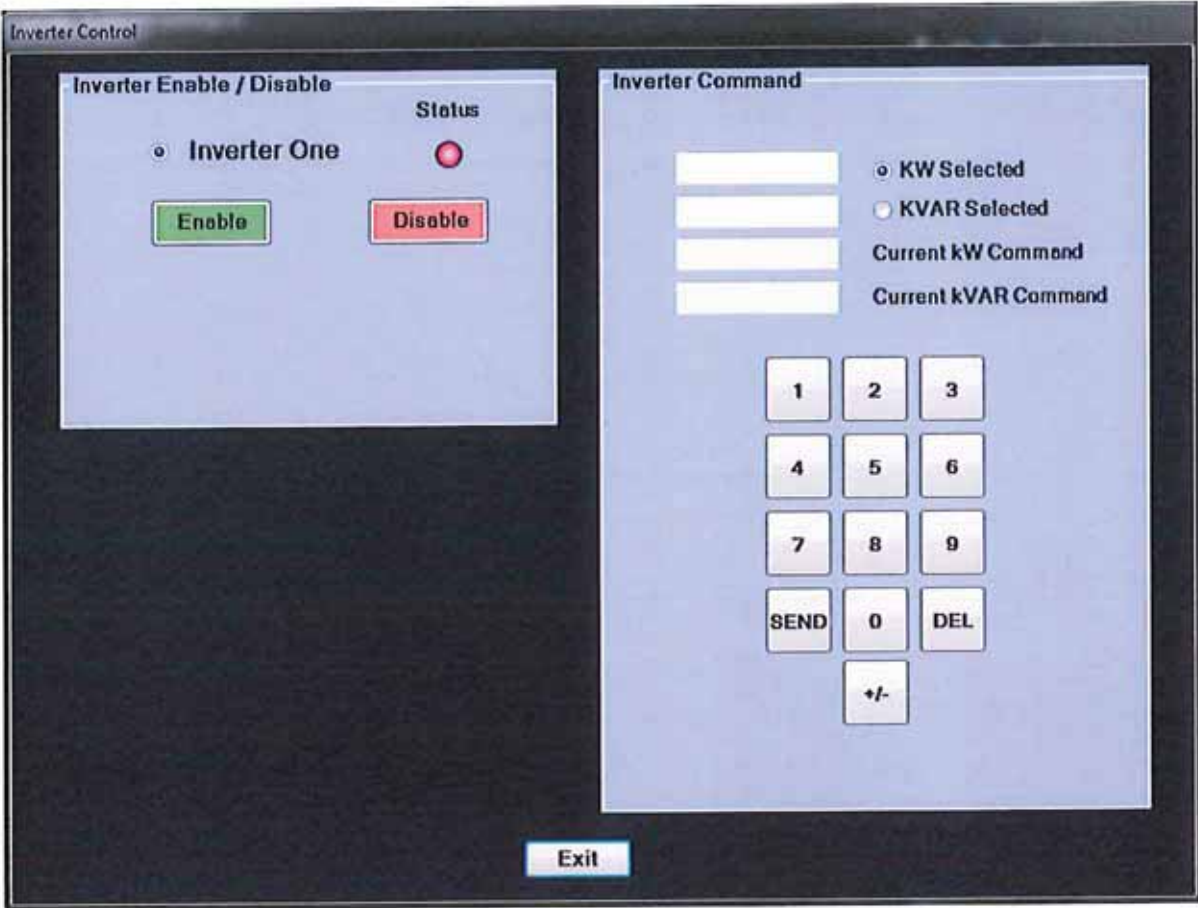 Inverter Control
Inverter Enable / Disable
Status
Inverter One
Enable
Disable
Inverter Command
KW Selected
KVAR Selected
Current kW Command
Current kVAR Command
1 2 3
4 5 6
7 8 9
SEND 0 DEL
+/-
Exit